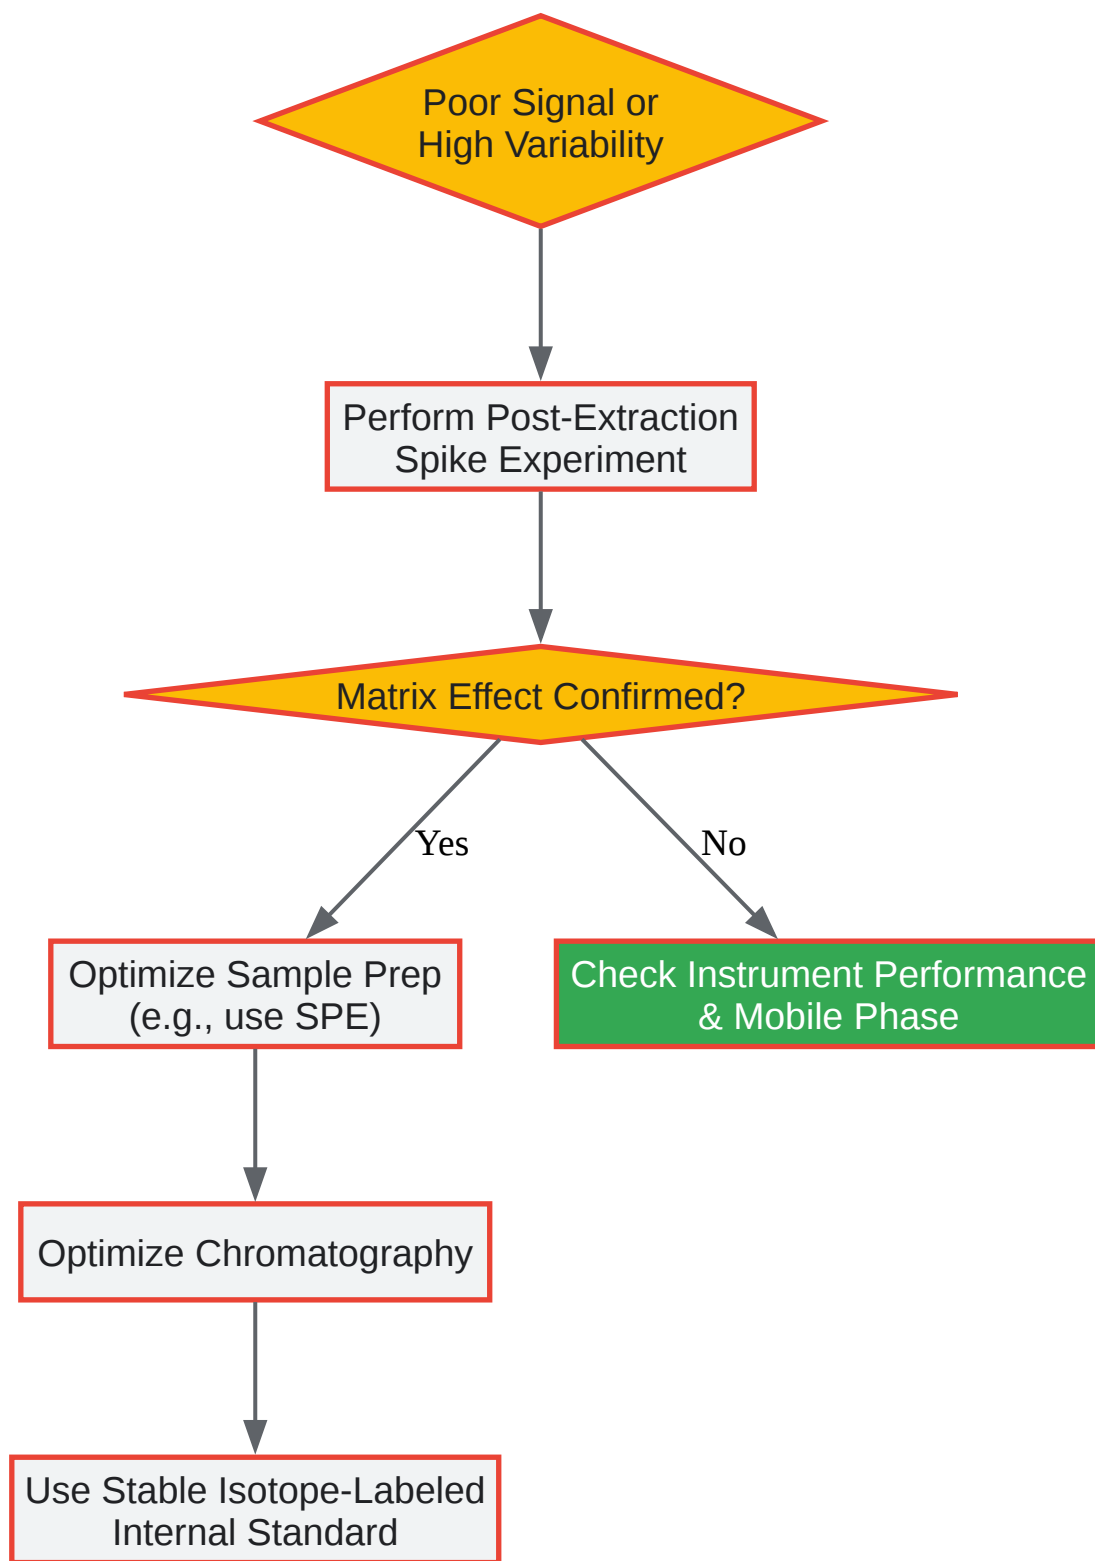 Poor Signal or
High Variability
Perform Post-Extraction
Spike Experiment
Matrix Effect Confirmed?
Yes
No
Optimize Sample Prep
(e.g., use SPE)
Check Instrument Performance
& Mobile Phase
Optimize Chromatography
Use Stable Isotope-Labeled
Internal Standard